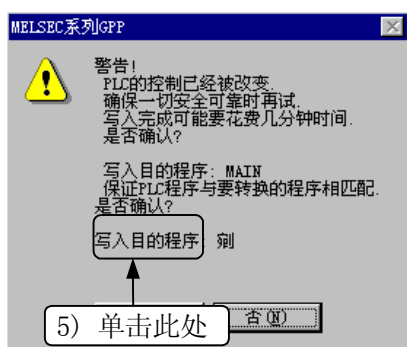 MELSEC系列GPP
警告!
PLC的控制已经被改变.
确保一切安全可靠时再试.
写入完成可能要花费几分钟时间.
是否确认?
写入目的程序: MAIN
保证PLC程序与要转换的程序相匹配.
是否确认?
写入目的程序: 剜
5) 单击此处
否(N)